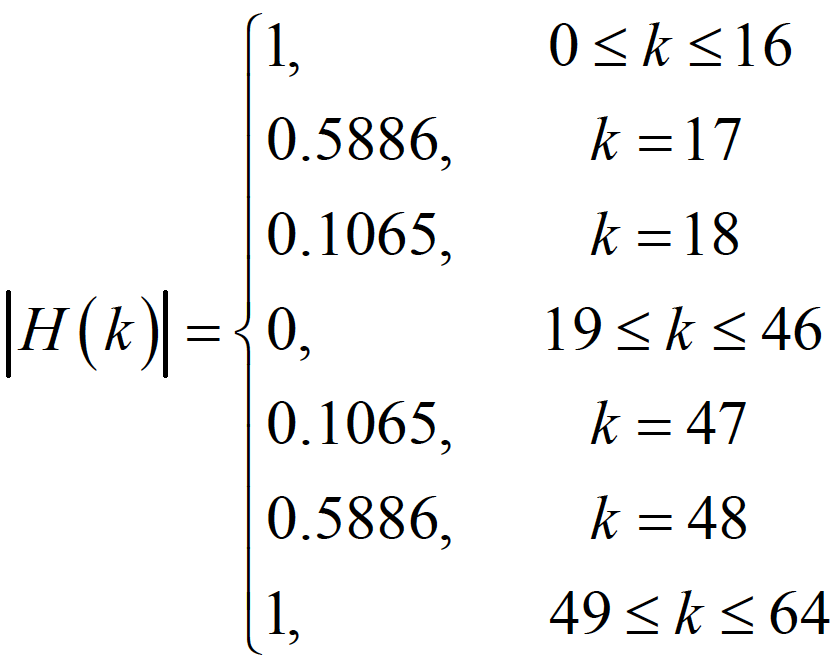 1, 0 ≤ k ≤ 16
0.5886, k = 17
0.1065, k = 18
|H(k)| = { 0, 19 ≤ k ≤ 46
0.1065, k = 47
0.5886, k = 48
1, 49 ≤ k ≤ 64